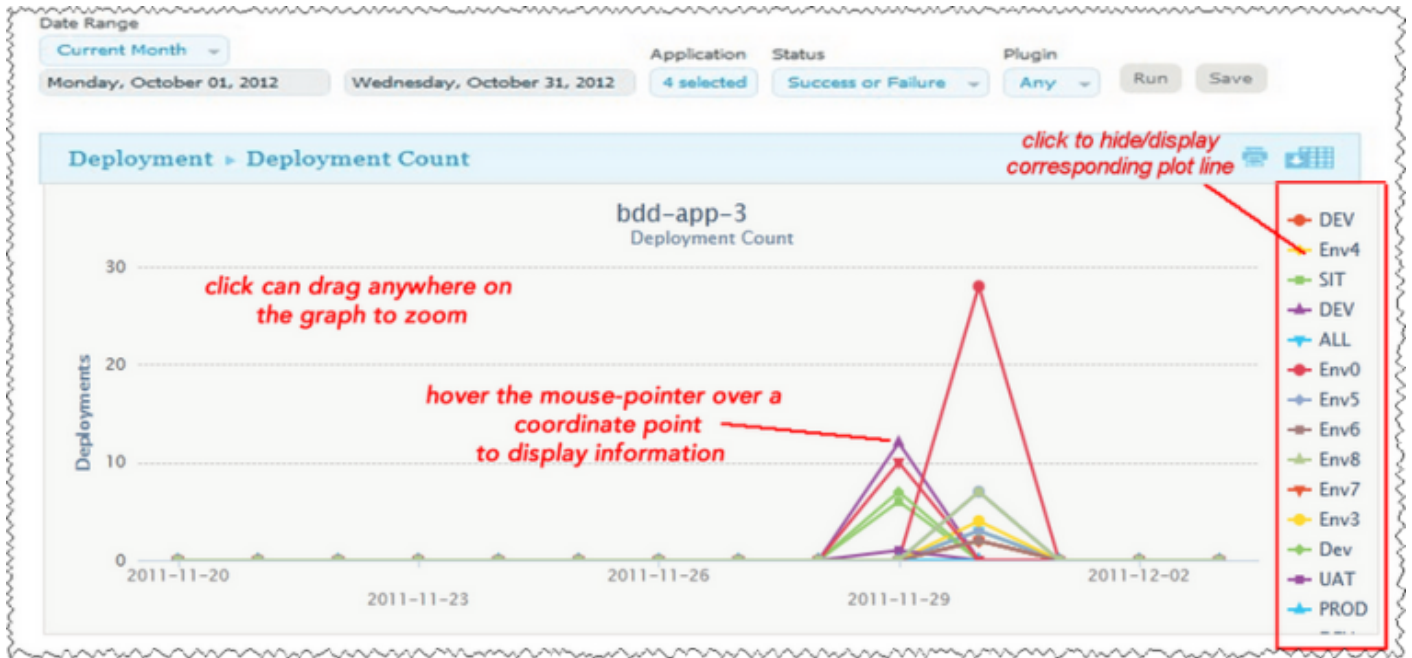 Date Range
Current Month
Application Status Plugin
Monday, October 01, 2012 Wednesday, October 31, 2012 4 selected Success or Failure Any Run Save
click to hide/display
corresponding plot line
Deployment ▸ Deployment Count
bdd-app-3
Deployment Count
30
20
10
0
Deployments
click can drag anywhere on
the graph to zoom
hover the mouse-pointer over a
coordinate point
to display information
2011-11-20 2011-11-26 2011-12-02
2011-11-23 2011-11-29
DEV
Env4
SIT
DEV
ALL
Env0
Env5
Env6
Env8
Env7
Env3
Dev
UAT
PROD